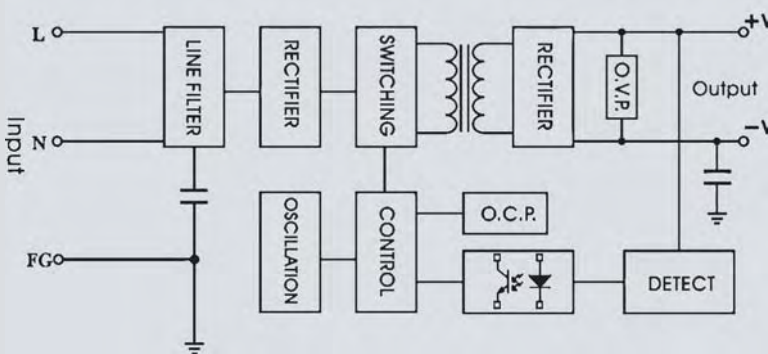 L
N
FG
Input
LINE FILTER
RECTIFIER
SWITCHING
RECTIFIER
O.V.P.
+V
Output
-V
OSCILLATION
CONTROL
O.C.P.
DETECT